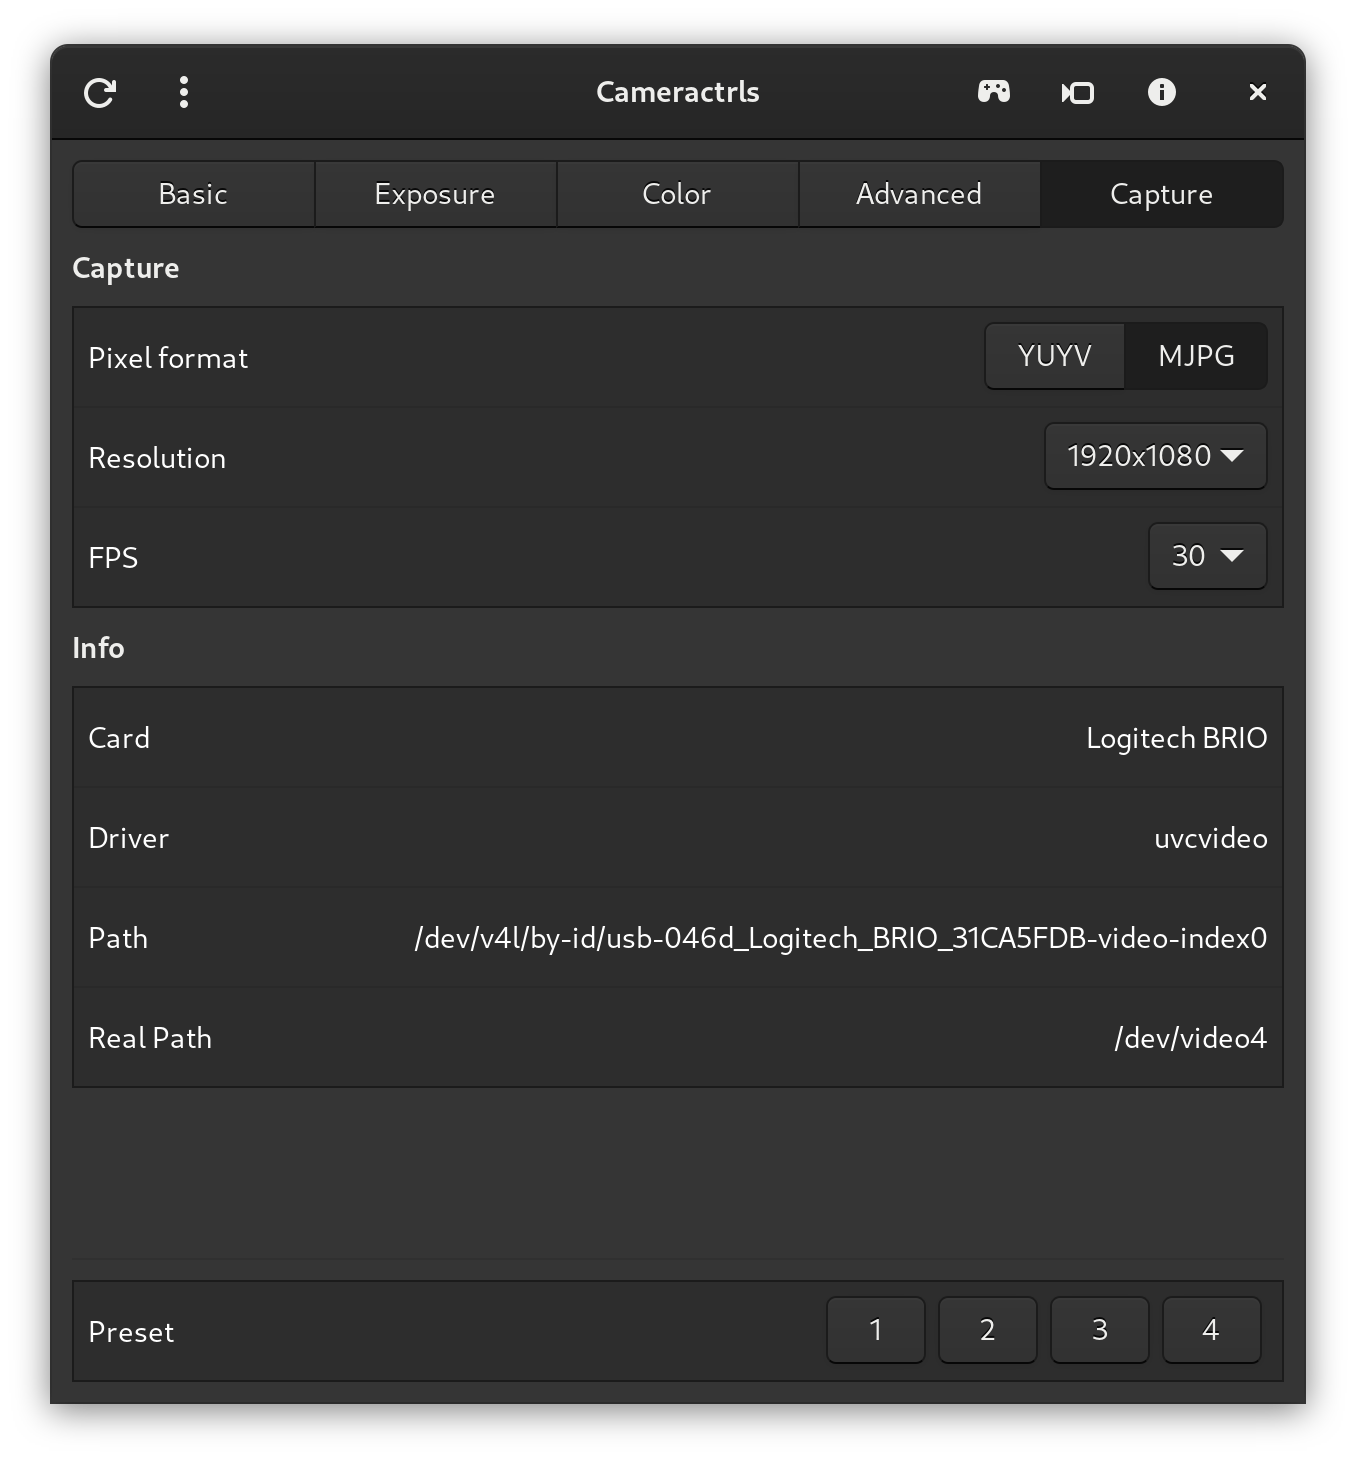 Cameractrls
Basic Exposure Color Advanced Capture
Capture
Pixel format YUYV MJPG
Resolution 1920x1080
FPS 30
Info
Card Logitech BRIO
Driver uvcvideo
Path /dev/v4l/by-id/usb-046d_Logitech_BRIO_31CA5FDB-video-index0
Real Path /dev/video4
Preset 1 2 3 4